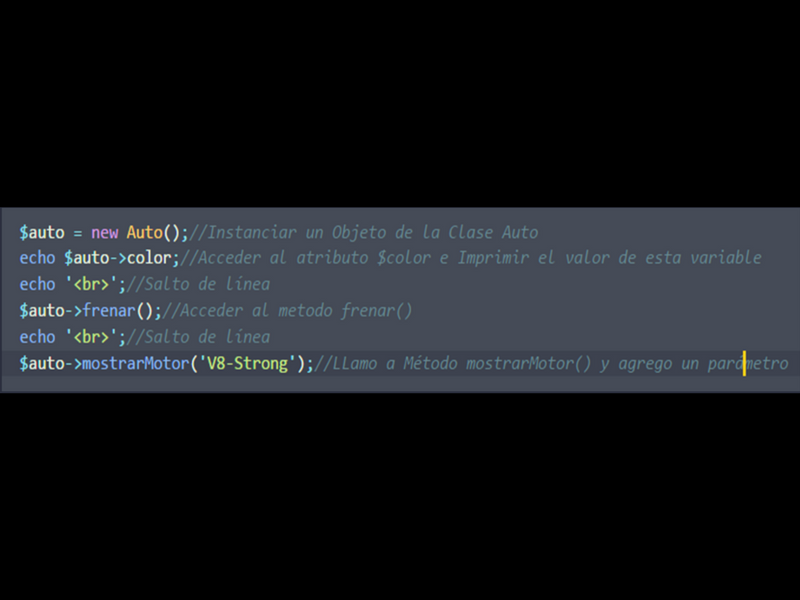 $auto = new Auto();//Instanciar un Objeto de la Clase Auto
echo $auto->color;//Acceder al atributo $color e Imprimir el valor de esta variable
echo '<br>';//Salto de línea
$auto->frenar();//Acceder al metodo frenar()
echo '<br>';//Salto de línea
$auto->mostrarMotor('V8-Strong');//LLamo a Método mostrarMotor() y agrego un parámetro